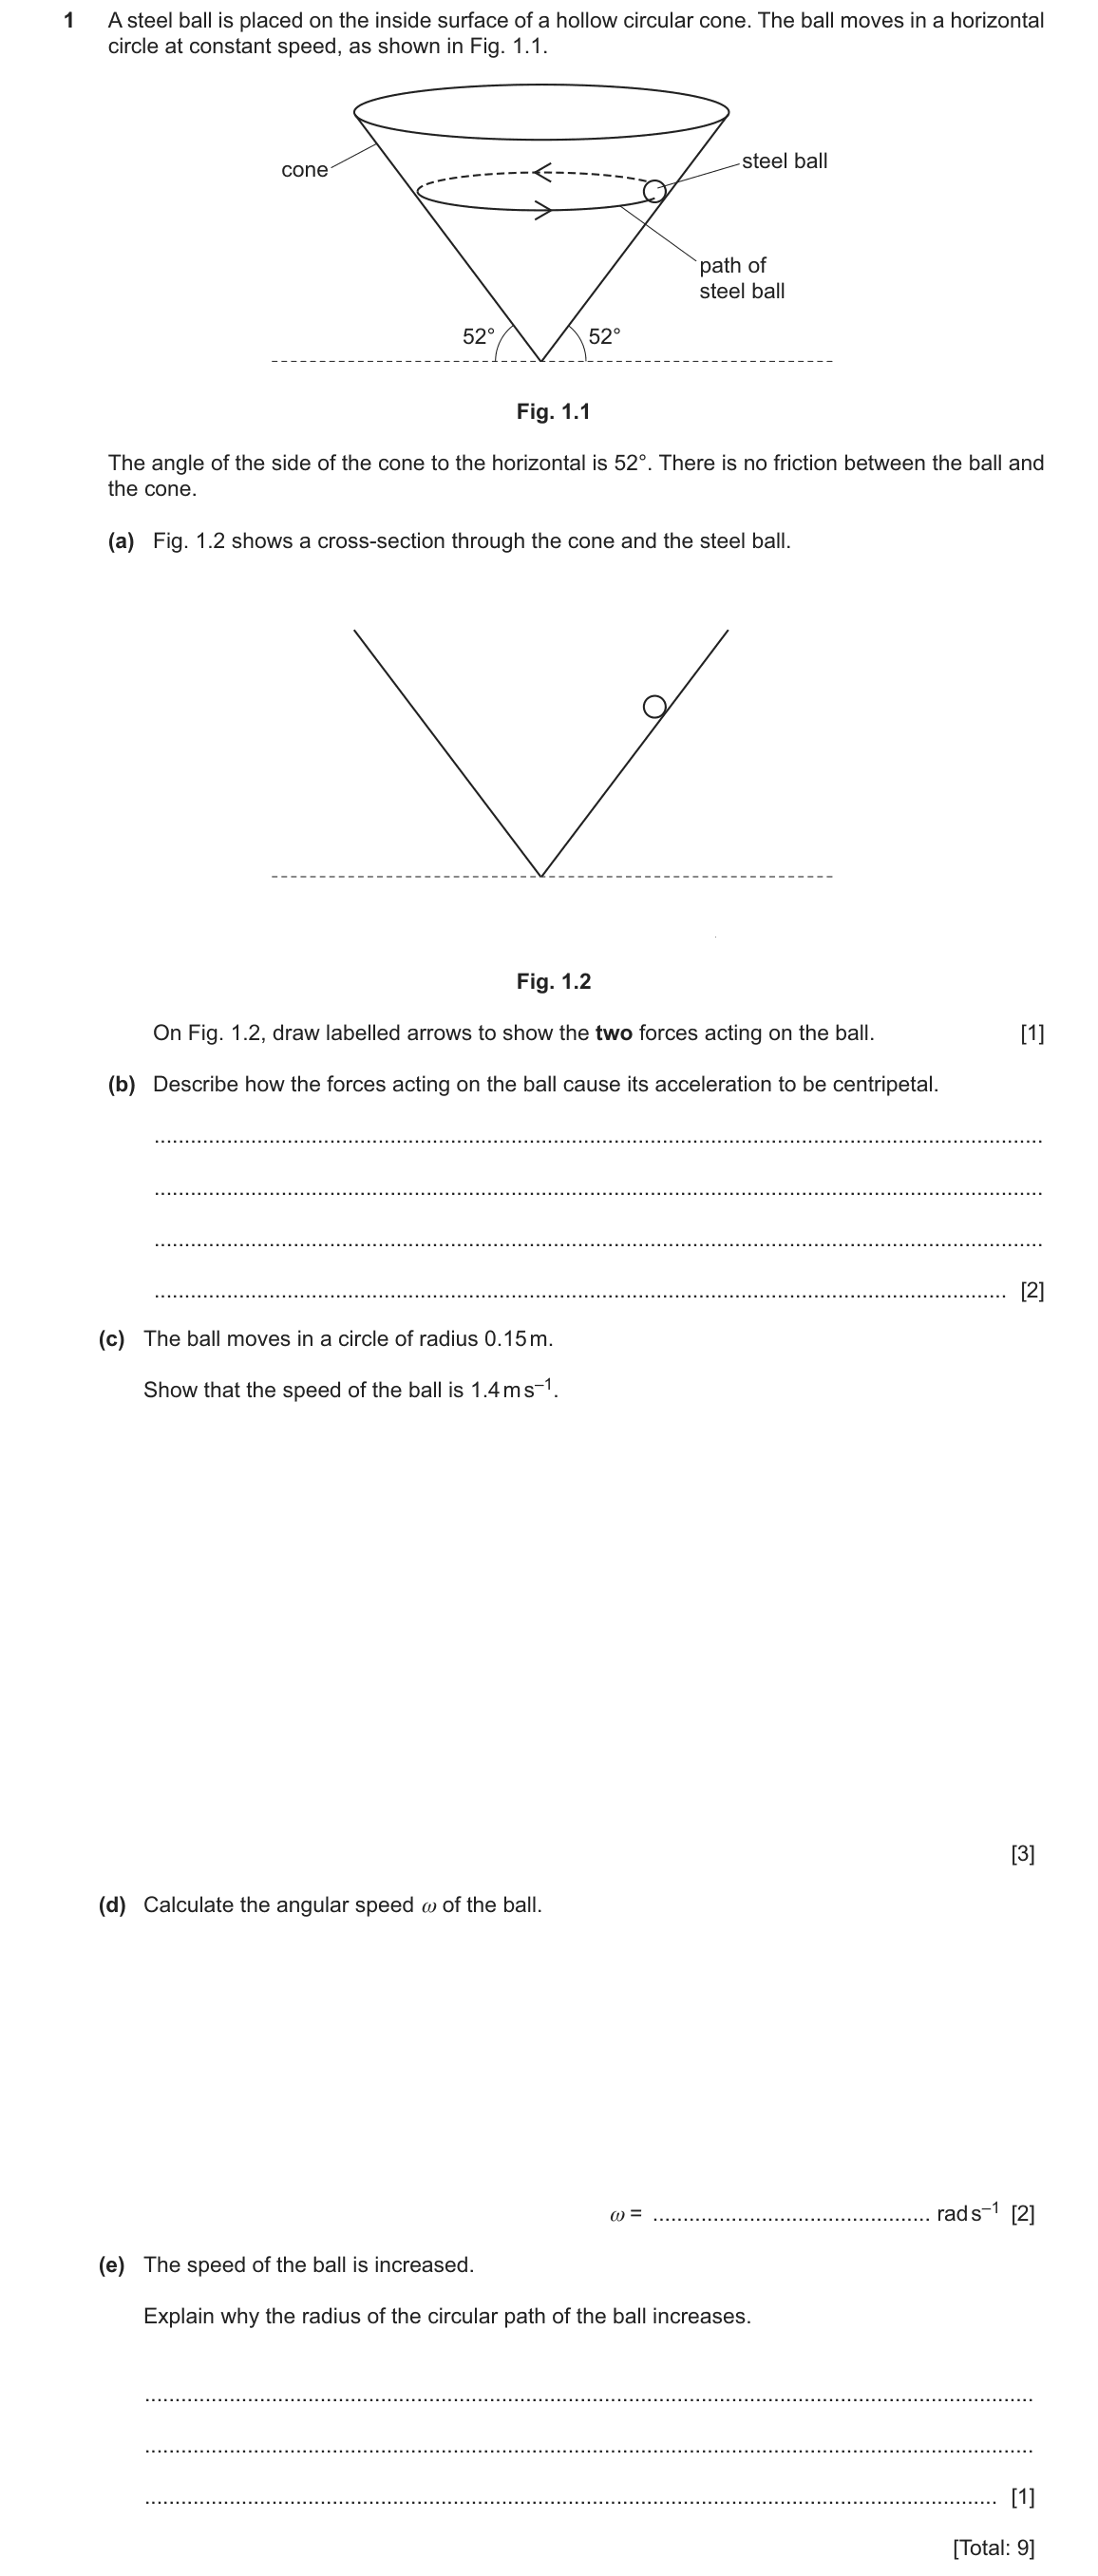 1 A steel ball is placed on the inside surface of a hollow circular cone. The ball moves in a horizontal
circle at constant speed, as shown in Fig. 1.1.
cone
steel ball
path of
steel ball
52° 52°
Fig. 1.1
The angle of the side of the cone to the horizontal is 52°. There is no friction between the ball and
the cone.
(a) Fig. 1.2 shows a cross-section through the cone and the steel ball.
Fig. 1.2
On Fig. 1.2, draw labelled arrows to show the two forces acting on the ball. [1]
(b) Describe how the forces acting on the ball cause its acceleration to be centripetal.
[2]
(c) The ball moves in a circle of radius 0.15 m.
Show that the speed of the ball is 1.4 m s⁻¹.
[3]
(d) Calculate the angular speed ω of the ball.
ω = .............................................. rad s⁻¹ [2]
(e) The speed of the ball is increased.
Explain why the radius of the circular path of the ball increases.
[1]
[Total: 9]